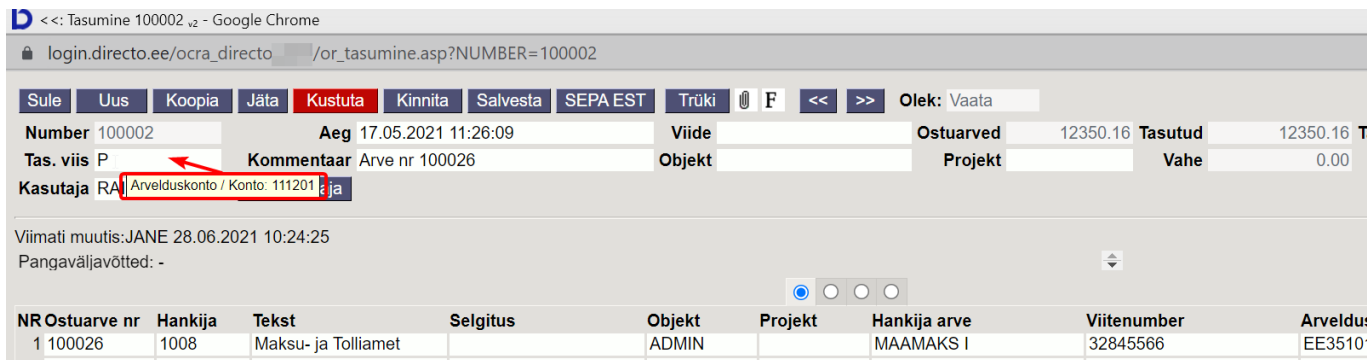 <<: Tasumine 100002 v2 - Google Chrome
login.directo.ee/ocra_directo /or_tasumine.asp?NUMBER=100002
Sule Uus Koopia Jäta Kustuta Kinnita Salvesta SEPA EST Trüki F << >> Olek: Vaata
Number 100002 Aeg 17.05.2021 11:26:09 Viide Ostuarved 12350.16 Tasutud 12350.16 T
Tas. viis P Kommentaar Arve nr 100026 Objekt Projekt Vahe 0.00
Kasutaja RA Arvelduskonto / Konto: 111201 aja
Viimati muutis:JANE 28.06.2021 10:24:25
Pangaväljavõtted: -
NR Ostuarve nr Hankija Tekst Selgitus Objekt Projekt Hankija arve Viitenumber Arveldus
1 100026 1008 Maksu- ja Tolliamet ADMIN MAAMAKS I 32845566 EE3510